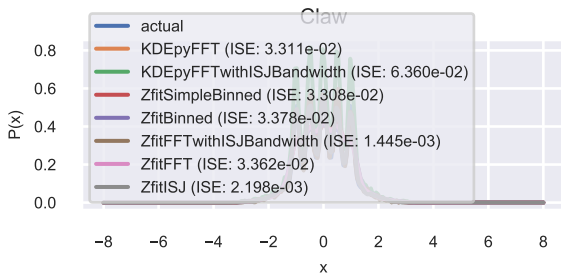 Claw
actual
KDEpyFFT (ISE: 3.311e-02)
KDEpyFFTwithISJBandwidth (ISE: 6.360e-02)
ZfitSimpleBinned (ISE: 3.308e-02)
ZfitBinned (ISE: 3.378e-02)
ZfitFFTwithISJBandwidth (ISE: 1.445e-03)
ZfitFFT (ISE: 3.362e-02)
ZfitISJ (ISE: 2.198e-03)
P(x)
0.8
0.6
0.4
0.2
0.0
−8 −6 −4 −2 0 2 4 6 8
x